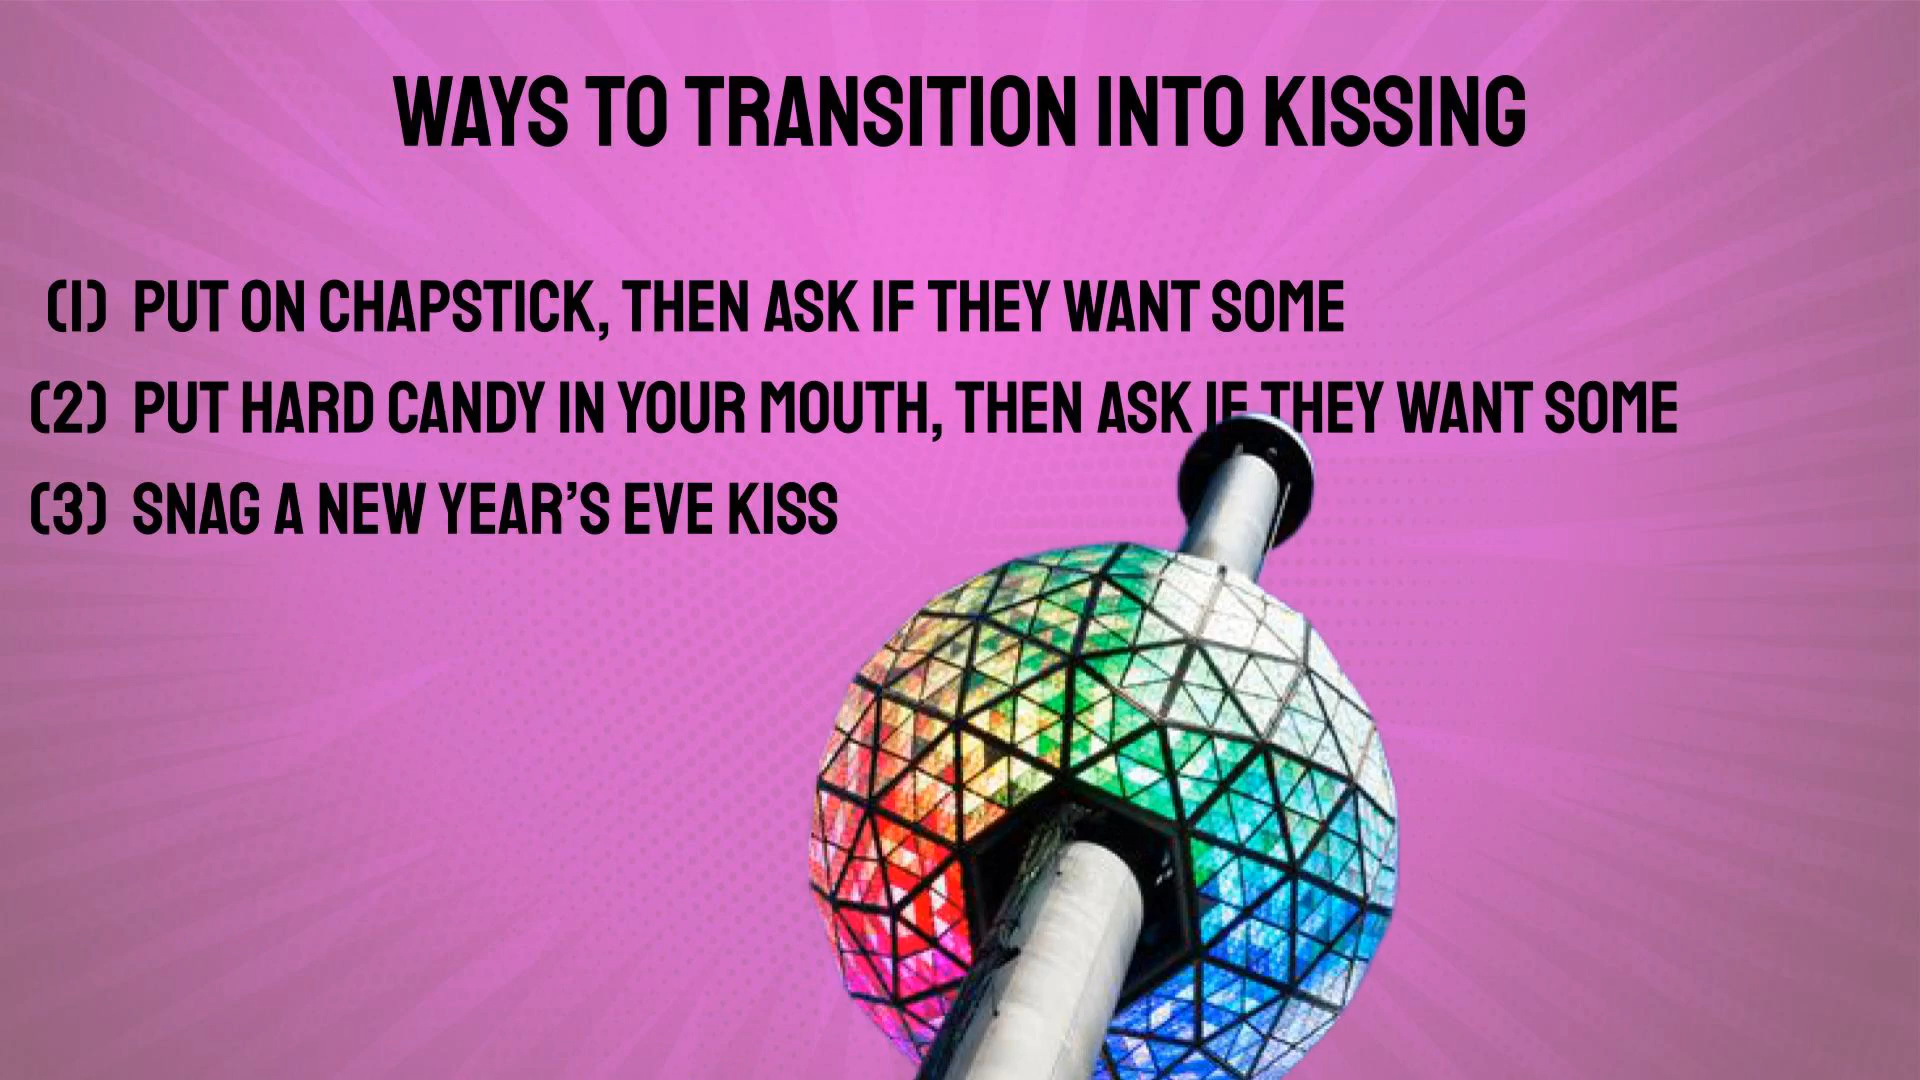 WAYS TO TRANSITION INTO KISSING
(1) PUT ON CHAPSTICK, THEN ASK IF THEY WANT SOME
(2) PUT HARD CANDY IN YOUR MOUTH, THEN ASK IF THEY WANT SOME
(3) SNAG A NEW YEAR’S EVE KISS